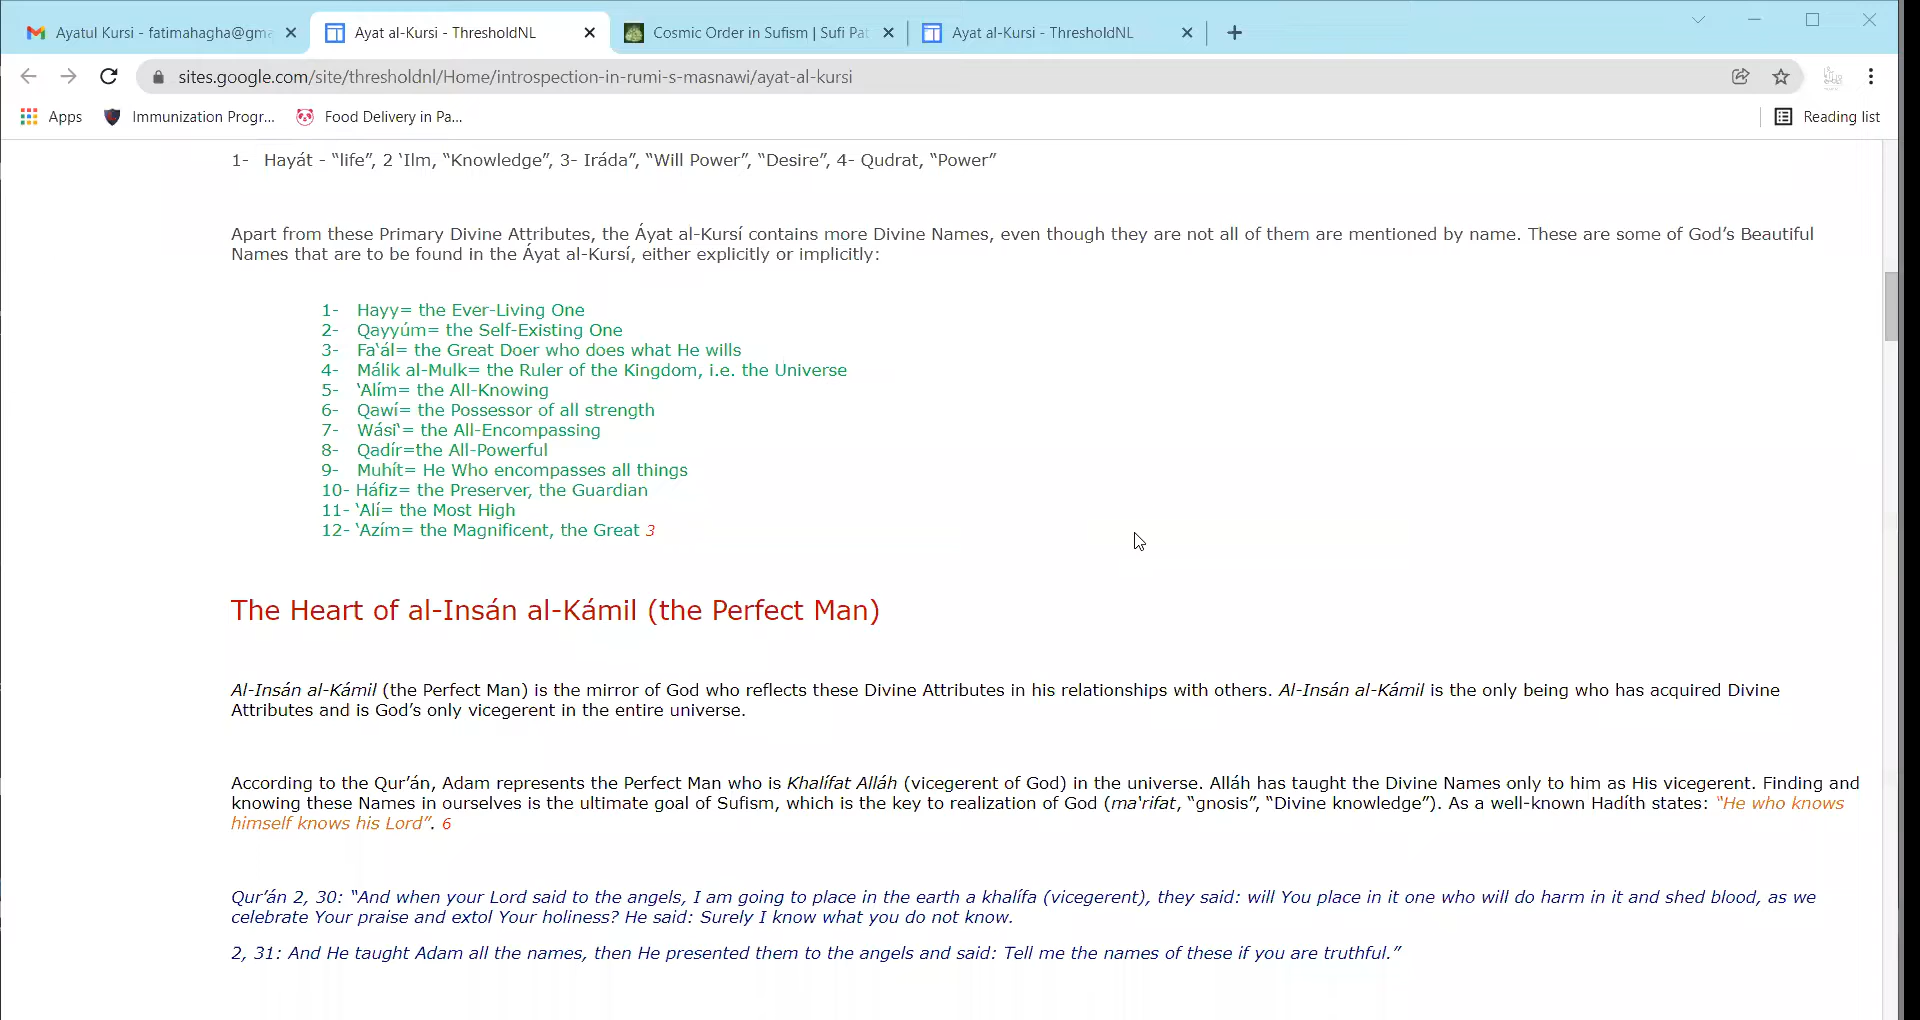 Ayatul Kursi - fatimahagha@gma
Ayat al-Kursi - ThresholdNL
Cosmic Order in Sufism | Sufi Pat
Ayat al-Kursi - ThresholdNL
sites.google.com/site/thresholdnl/Home/introspection-in-rumi-s-masnawi/ayat-al-kursi
Apps
Immunization Progr...
Food Delivery in Pa...
Reading list
1- Hayát - “life”, 2 ‘Ilm, “Knowledge”, 3- Iráda”, “Will Power”, “Desire”, 4- Qudrat, “Power”
Apart from these Primary Divine Attributes, the Áyat al-Kursí contains more Divine Names, even though they are not all of them are mentioned by name. These are some of God’s Beautiful
Names that are to be found in the Áyat al-Kursí, either explicitly or implicitly:
1- Hayy= the Ever-Living One
2- Qayyúm= the Self-Existing One
3- Fa‘ál= the Great Doer who does what He wills
4- Málik al-Mulk= the Ruler of the Kingdom, i.e. the Universe
5- ‘Alím= the All-Knowing
6- Qawí= the Possessor of all strength
7- Wási‘= the All-Encompassing
8- Qadír=the All-Powerful
9- Muhít= He Who encompasses all things
10- Háfiz= the Preserver, the Guardian
11- ‘Alí= the Most High
12- ‘Azím= the Magnificent, the Great 3
The Heart of al-Insán al-Kámil (the Perfect Man)
Al-Insán al-Kámil (the Perfect Man) is the mirror of God who reflects these Divine Attributes in his relationships with others. Al-Insán al-Kámil is the only being who has acquired Divine
Attributes and is God’s only vicegerent in the entire universe.
According to the Qur’án, Adam represents the Perfect Man who is Khalífat Alláh (vicegerent of God) in the universe. Alláh has taught the Divine Names only to him as His vicegerent. Finding and
knowing these Names in ourselves is the ultimate goal of Sufism, which is the key to realization of God (ma‘rifat, “gnosis”, “Divine knowledge”). As a well-known Hadíth states: “He who knows
himself knows his Lord”. 6
Qur’án 2, 30: “And when your Lord said to the angels, I am going to place in the earth a khalífa (vicegerent), they said: will You place in it one who will do harm in it and shed blood, as we
celebrate Your praise and extol Your holiness? He said: Surely I know what you do not know.
2, 31: And He taught Adam all the names, then He presented them to the angels and said: Tell me the names of these if you are truthful.”